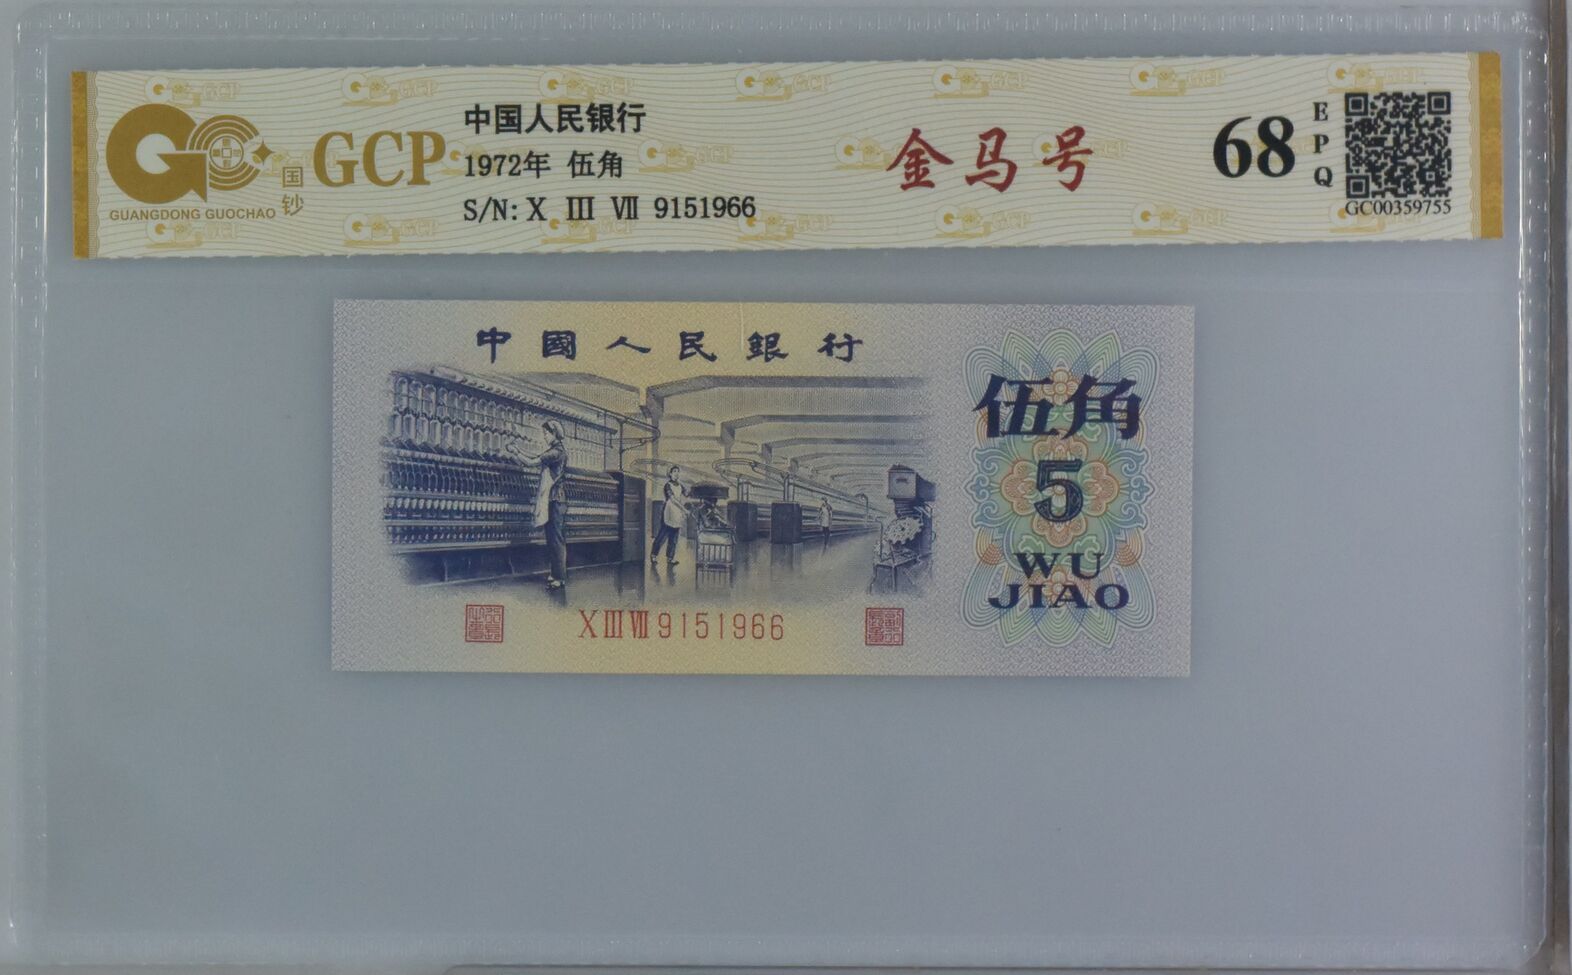 GCP
国钞
GUANGDONG GUOCHAO
中国人民银行
1972年 伍角
S/N: X III VII 9151966
金马号
68
EPQ
GC00359755
中國人民銀行
伍角
5
WU
JIAO
X III VII 9151966